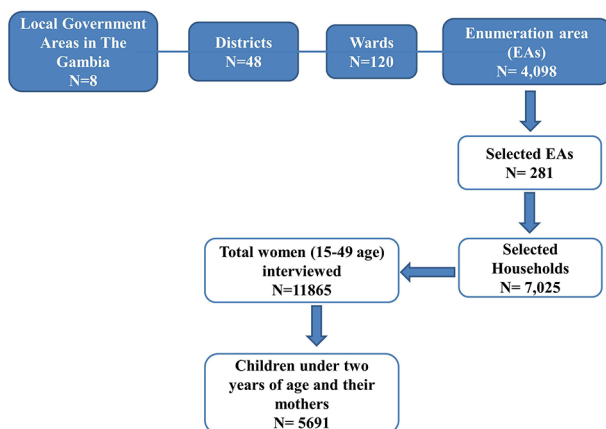 Local Government
Areas in The
Gambia
N=8
Districts
N=48
Wards
N=120
Enumeration area
(EAs)
N= 4,098
Selected EAs
N= 281
Selected
Households
N= 7,025
Total women (15-49 age)
interviewed
N=11865
Children under two
years of age and their
mothers
N= 5691